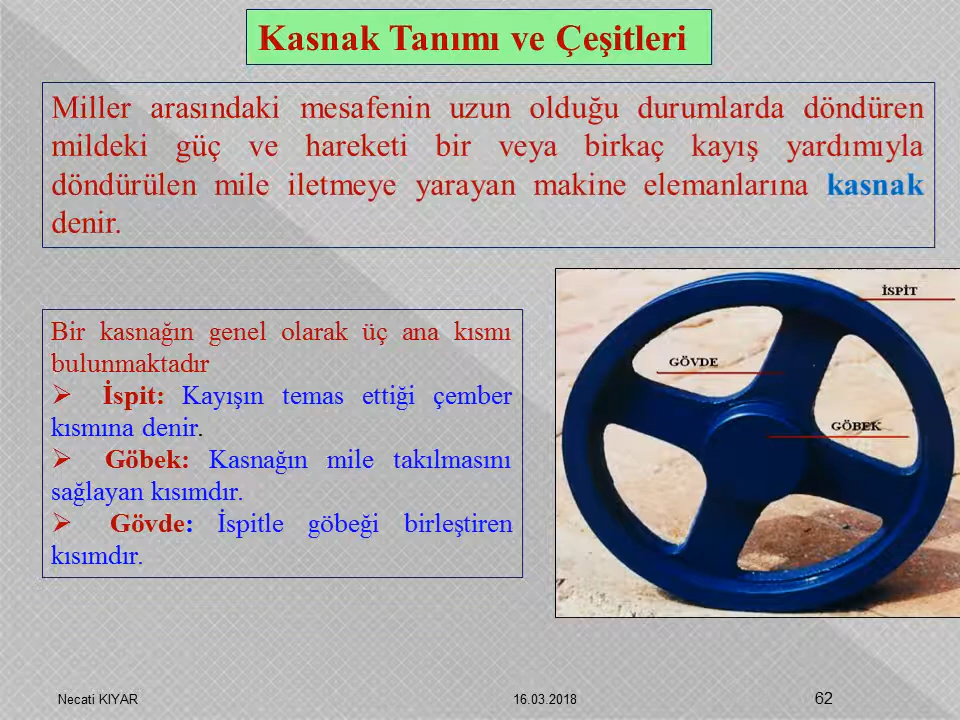 Kasnak Tanımı ve Çeşitleri
Miller arasındaki mesafenin uzun olduğu durumlarda döndüren
mildeki güç ve hareketi bir veya birkaç kayış yardımıyla
döndürülen mile iletmeye yarayan makine elemanlarına kasnak
denir.
Bir kasnağın genel olarak üç ana kısmı
bulunmaktadır
➢ İspit: Kayışın temas ettiği çember
kısmına denir.
➢ Göbek: Kasnağın mile takılmasını
sağlayan kısımdır.
➢ Gövde: İspitle göbeği birleştiren
kısımdır.
İSPİT
GÖVDE
GÖBEK
Necati KIYAR
16.03.2018
62